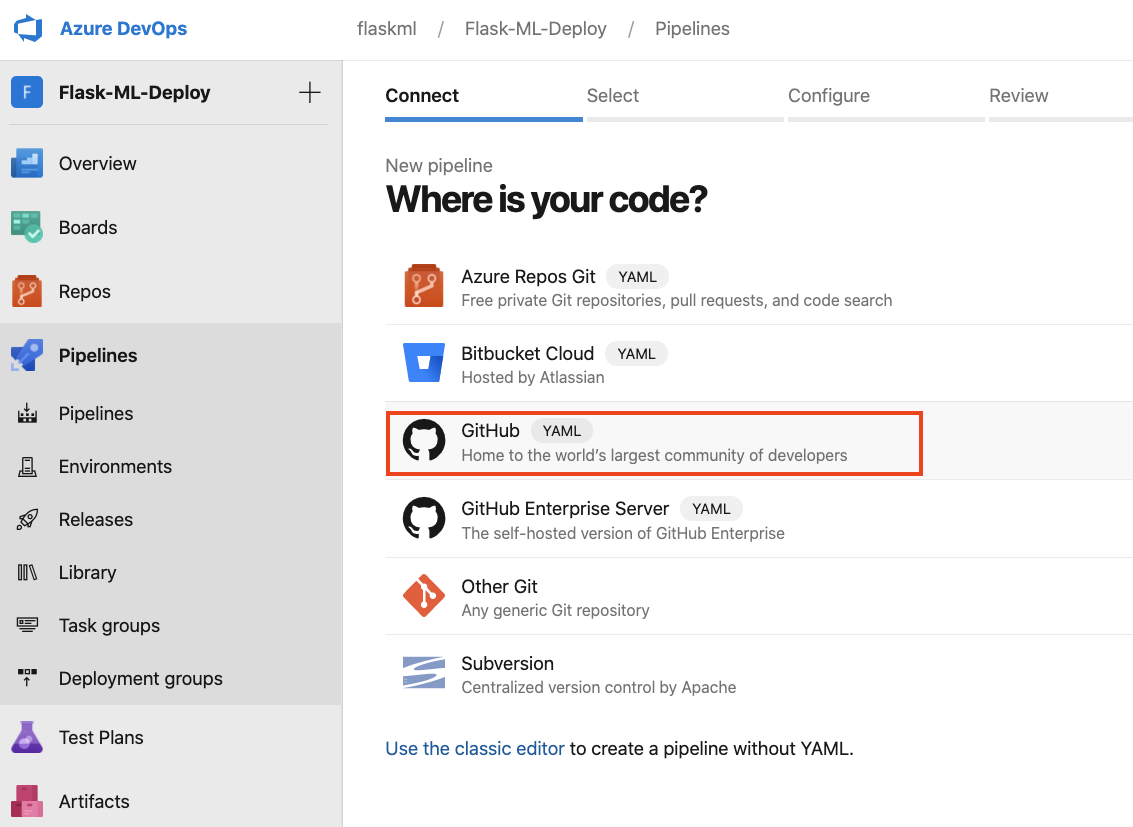 Azure DevOps
flaskml / Flask-ML-Deploy / Pipelines
F Flask-ML-Deploy
Overview
Boards
Repos
Pipelines
Pipelines
Environments
Releases
Library
Task groups
Deployment groups
Test Plans
Artifacts
Connect Select Configure Review
New pipeline
Where is your code?
Azure Repos Git YAML
Free private Git repositories, pull requests, and code search
Bitbucket Cloud YAML
Hosted by Atlassian
GitHub YAML
Home to the world’s largest community of developers
GitHub Enterprise Server YAML
The self-hosted version of GitHub Enterprise
Other Git
Any generic Git repository
Subversion
Centralized version control by Apache
Use the classic editor to create a pipeline without YAML.